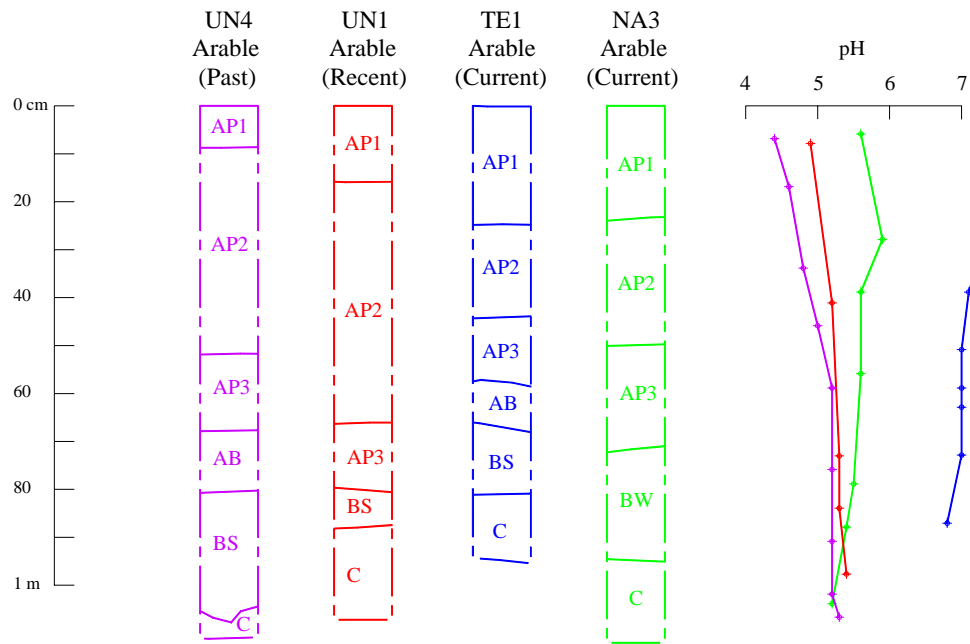 UN4
Arable
(Past)
UN1
Arable
(Recent)
TE1
Arable
(Current)
NA3
Arable
(Current)
pH
4 5 6 7
0 cm
20
40
60
80
1 m
AP1
AP2
AP3
AB
BS
C
AP1
AP2
AP3
BS
C
AP1
AP2
AP3
AB
BS
C
AP1
AP2
AP3
BW
C